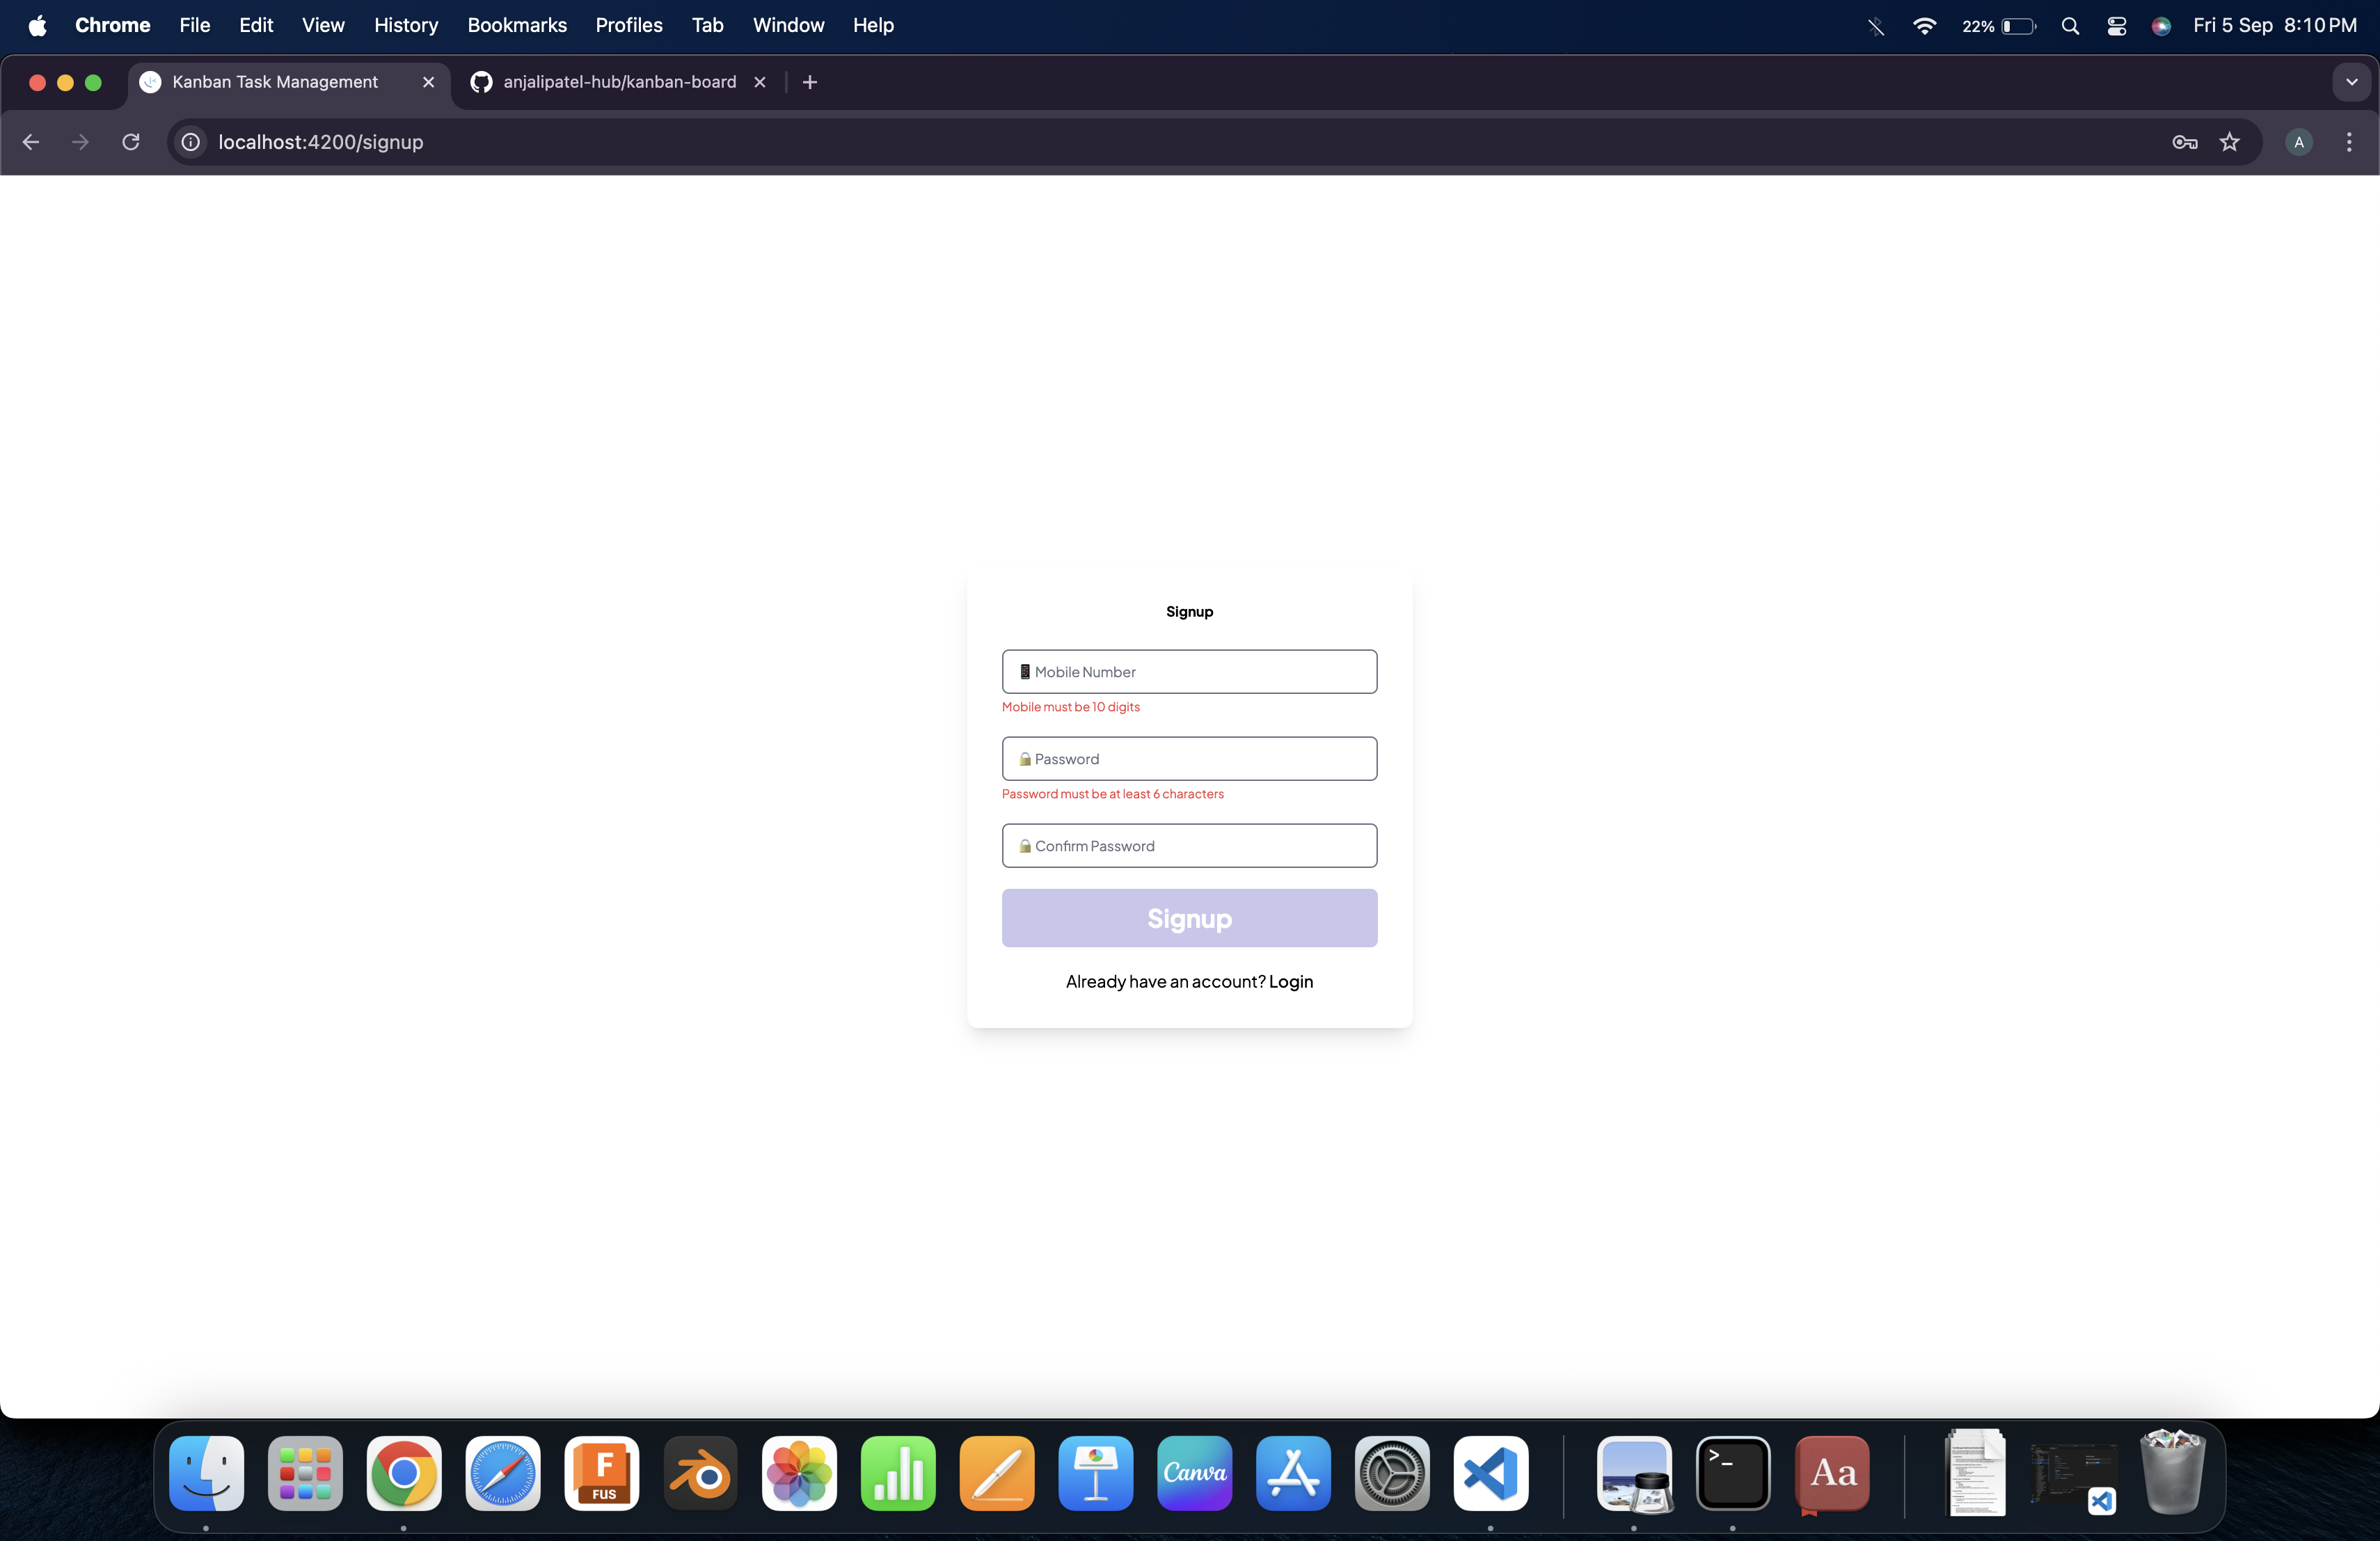 Chrome File Edit View History Bookmarks Profiles Tab Window Help 22% Fri 5 Sep 8:10 PM
Kanban Task Management anjalipatel-hub/kanban-board
localhost:4200/signup A
Signup
Mobile Number
Mobile must be 10 digits
Password
Password must be at least 6 characters
Confirm Password
Signup
Already have an account? Login
F
FUS
Canva
>_
Aa